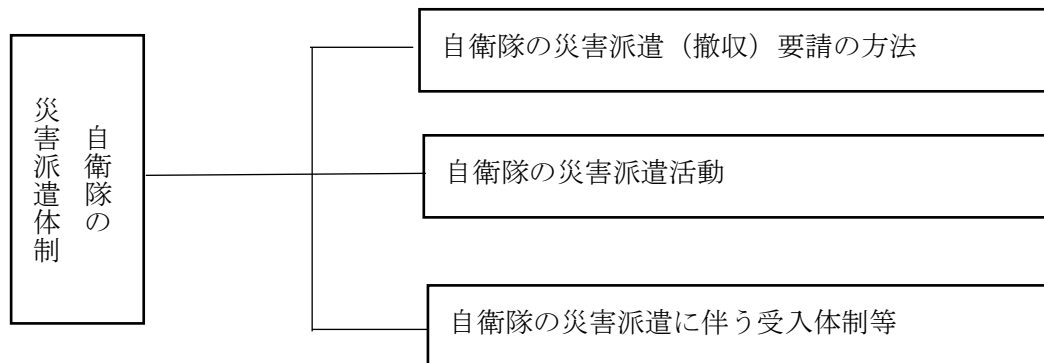 自衛隊の
災害派遣体制
自衛隊の災害派遣（撤収）要請の方法
自衛隊の災害派遣活動
自衛隊の災害派遣に伴う受入体制等